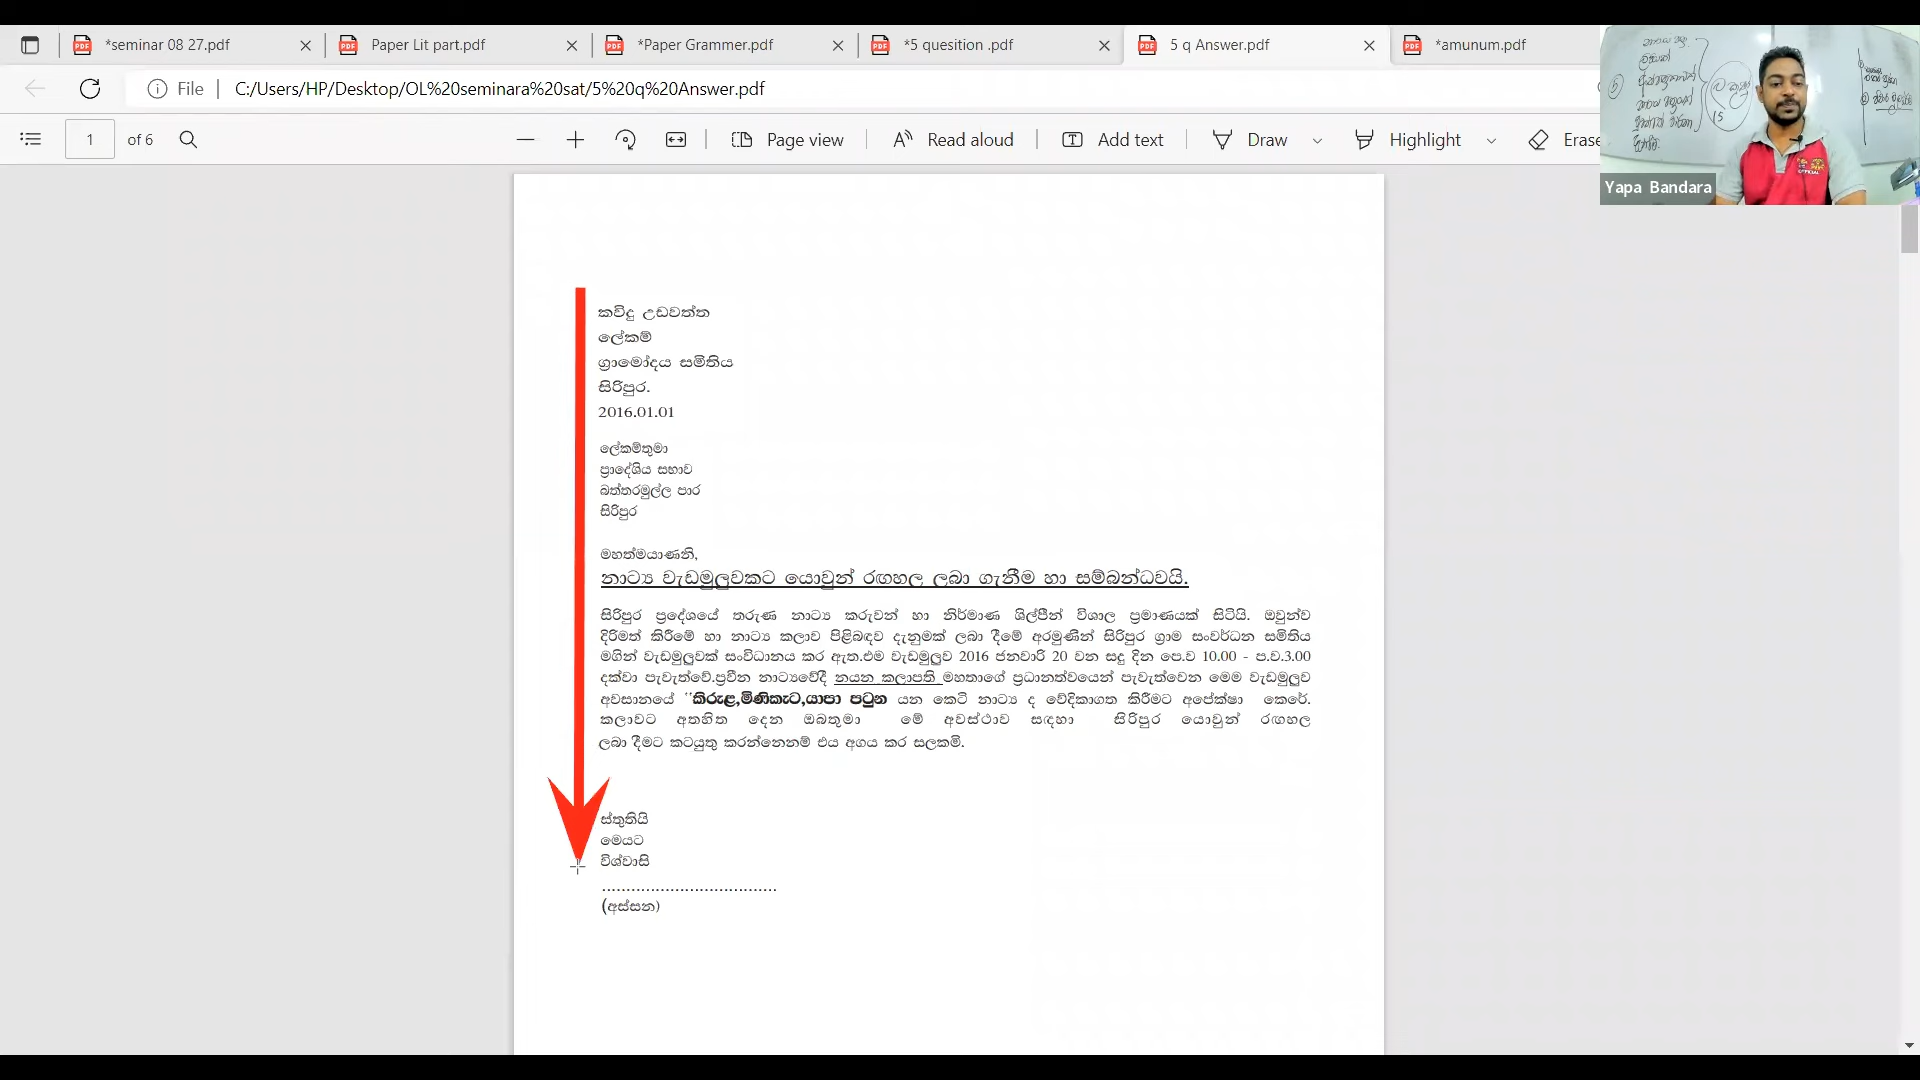 *seminar 08 27.pdf
Paper Lit part.pdf
*Paper Grammer.pdf
*5 quesition .pdf
5 q Answer.pdf
*amunum.pdf
File
C:/Users/HP/Desktop/OL%20seminara%20sat/5%20q%20Answer.pdf
1 of 6
Page view
Read aloud
Add text
Draw
Highlight
Erase
Yapa Bandara
15
කවිදු උඩවත්ත
ලේකම්
ග්‍රාමෝදය සමිතිය
සිරිපුර.
2016.01.01
ලේකම්තුමා
ප්‍රාදේශිය සභාව
බත්තරමුල්ල පාර
සිරිපුර
මහත්මයාණනි,
නාට්‍ය වැඩමුලුවකට යොවුන් රඟහල ලබා ගැනීම හා සම්බන්ධවයි.
සිරිපුර ප්‍රදේශයේ තරුණ නාට්‍ය කරුවන් හා නිර්මාණ ශිල්පීන් විශාල ප්‍රමාණයක් සිටියි. ඔවුන්ව
දිරිමත් කිරීමේ හා නාට්‍ය කලාව පිළිබඳව දැනුමක් ලබා දීමේ අරමුණින් සිරිපුර ග්‍රාම සංවර්ධන සමිතිය
මගින් වැඩමුලුවක් සංවිධානය කර ඇත.එම වැඩමුලුව 2016 ජනවාරි 20 වන සඳු දින පෙ.ව 10.00 - ප.ව.3.00
දක්වා පැවැත්වේ.ප්‍රවීන නාට්‍යවේදී නයන කලාපති මහතාගේ ප්‍රධානත්වයෙන් පැවැත්වෙන මෙම වැඩමුලුව
අවසානයේ “කිරුළ,මිණිකැට,යාපා පටුන යන කෙටි නාට්‍ය ද වේදිකාගත කිරීමට අපේක්ෂා කෙරේ.
කලාවට අතහිත දෙන ඔබතුමා මේ අවස්ථාව සඳහා සිරිපුර යොවුන් රඟහල
ලබා දීමට කටයුතු කරන්නෙනම් එය අගය කර සලකමි.
ස්තූතියි
මෙයට
විශ්වාසි
...................................
(අස්සන)